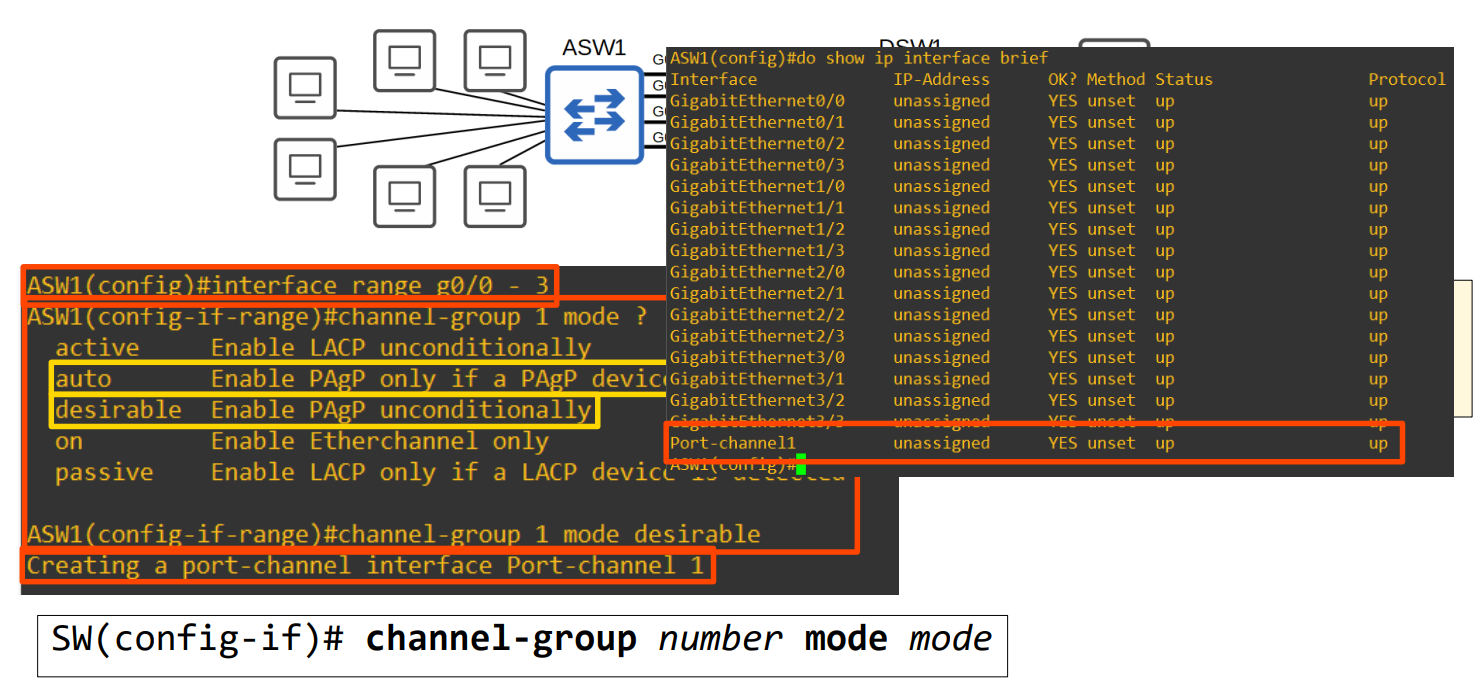 ASW1
DSW1
ASW1(config)#do show ip interface brief
Interface IP-Address OK? Method Status Protocol
GigabitEthernet0/0 unassigned YES unset up up
GigabitEthernet0/1 unassigned YES unset up up
GigabitEthernet0/2 unassigned YES unset up up
GigabitEthernet0/3 unassigned YES unset up up
GigabitEthernet1/0 unassigned YES unset up up
GigabitEthernet1/1 unassigned YES unset up up
GigabitEthernet1/2 unassigned YES unset up up
GigabitEthernet1/3 unassigned YES unset up up
GigabitEthernet2/0 unassigned YES unset up up
GigabitEthernet2/1 unassigned YES unset up up
GigabitEthernet2/2 unassigned YES unset up up
GigabitEthernet2/3 unassigned YES unset up up
GigabitEthernet3/0 unassigned YES unset up up
GigabitEthernet3/1 unassigned YES unset up up
GigabitEthernet3/2 unassigned YES unset up up
GigabitEthernet3/3 unassigned YES unset up up
Port-channel1 unassigned YES unset up up
ASW1(config)#
ASW1(config)#interface range g0/0 - 3
ASW1(config-if-range)#channel-group 1 mode ?
active Enable LACP unconditionally
auto Enable PAgP only if a PAgP device
desirable Enable PAgP unconditionally
on Enable Etherchannel only
passive Enable LACP only if a LACP device is detected
ASW1(config-if-range)#channel-group 1 mode desirable
Creating a port-channel interface Port-channel 1
SW(config-if)# channel-group number mode mode